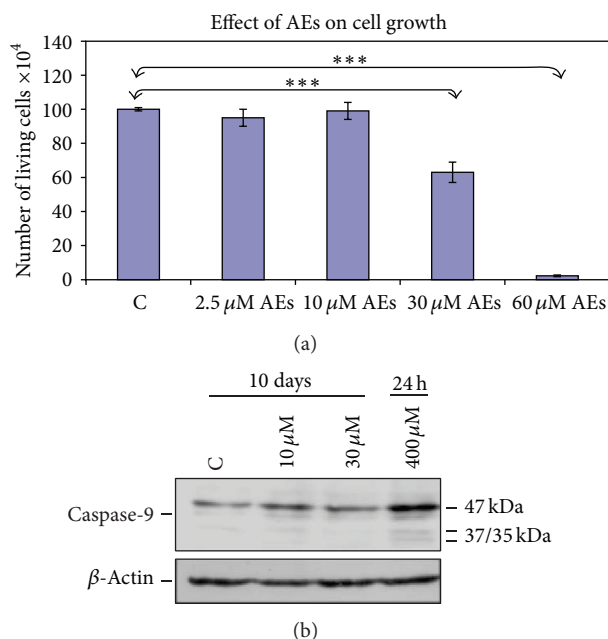 Effect of AEs on cell growth
Number of living cells ×10⁴
140
120
100
80
60
40
20
0
***
***
C
2.5 μM AEs
10 μM AEs
30 μM AEs
60 μM AEs
(a)
10 days
24 h
C
10 μM
30 μM
400 μM
Caspase-9
47 kDa
37/35 kDa
β-Actin
(b)